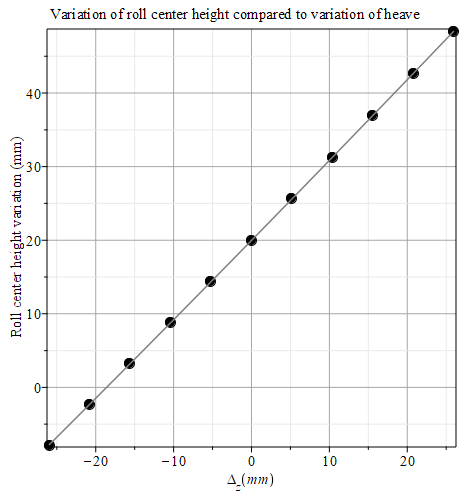 Variation of roll center height compared to variation of heave
Roll center height variation (mm)
40
30
20
10
0
−20 −10 0 10 20
Δz(mm)